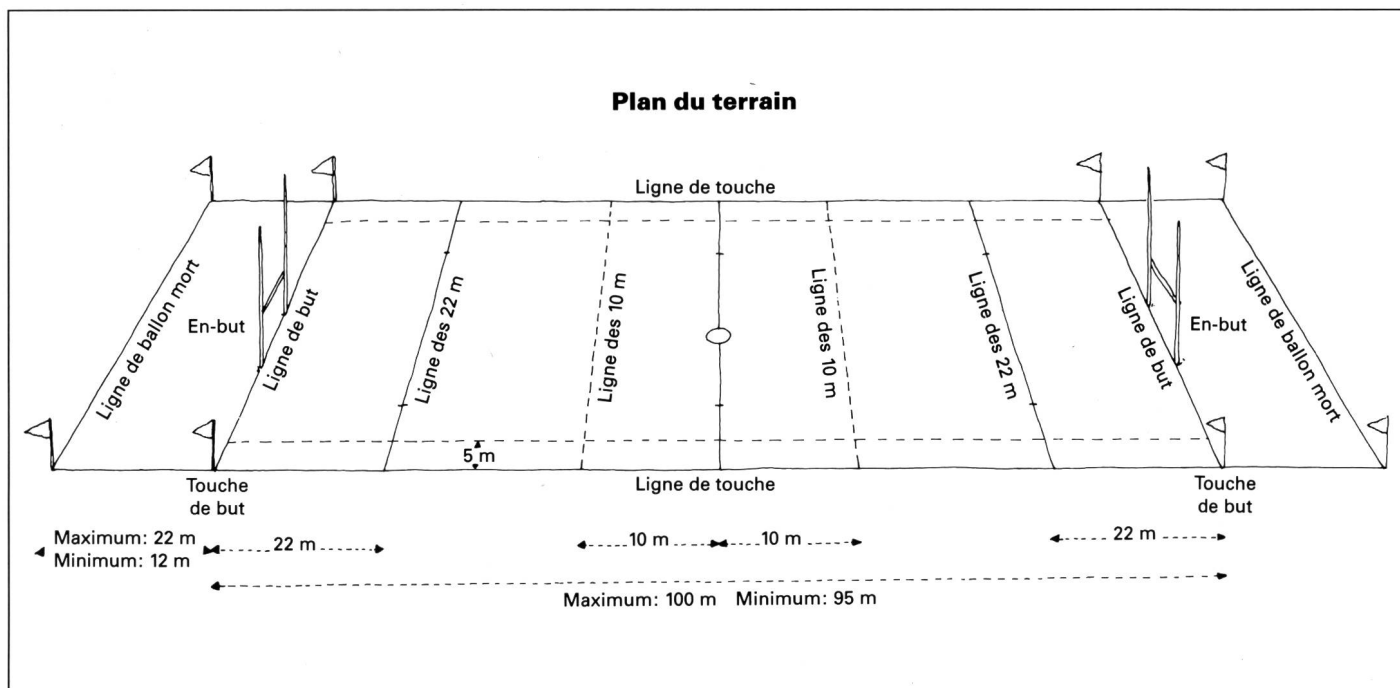 Plan du terrain
Ligne de touche
Ligne de ballon mort
En-but
Ligne de but
Ligne des 22 m
Ligne des 10 m
Ligne des 10 m
Ligne des 22 m
Ligne de but
En-but
Ligne de ballon mort
5 m
Touche
de but
Ligne de touche
Touche
de but
Maximum: 22 m
Minimum: 12 m
22 m
10 m
10 m
22 m
Maximum: 100 m Minimum: 95 m